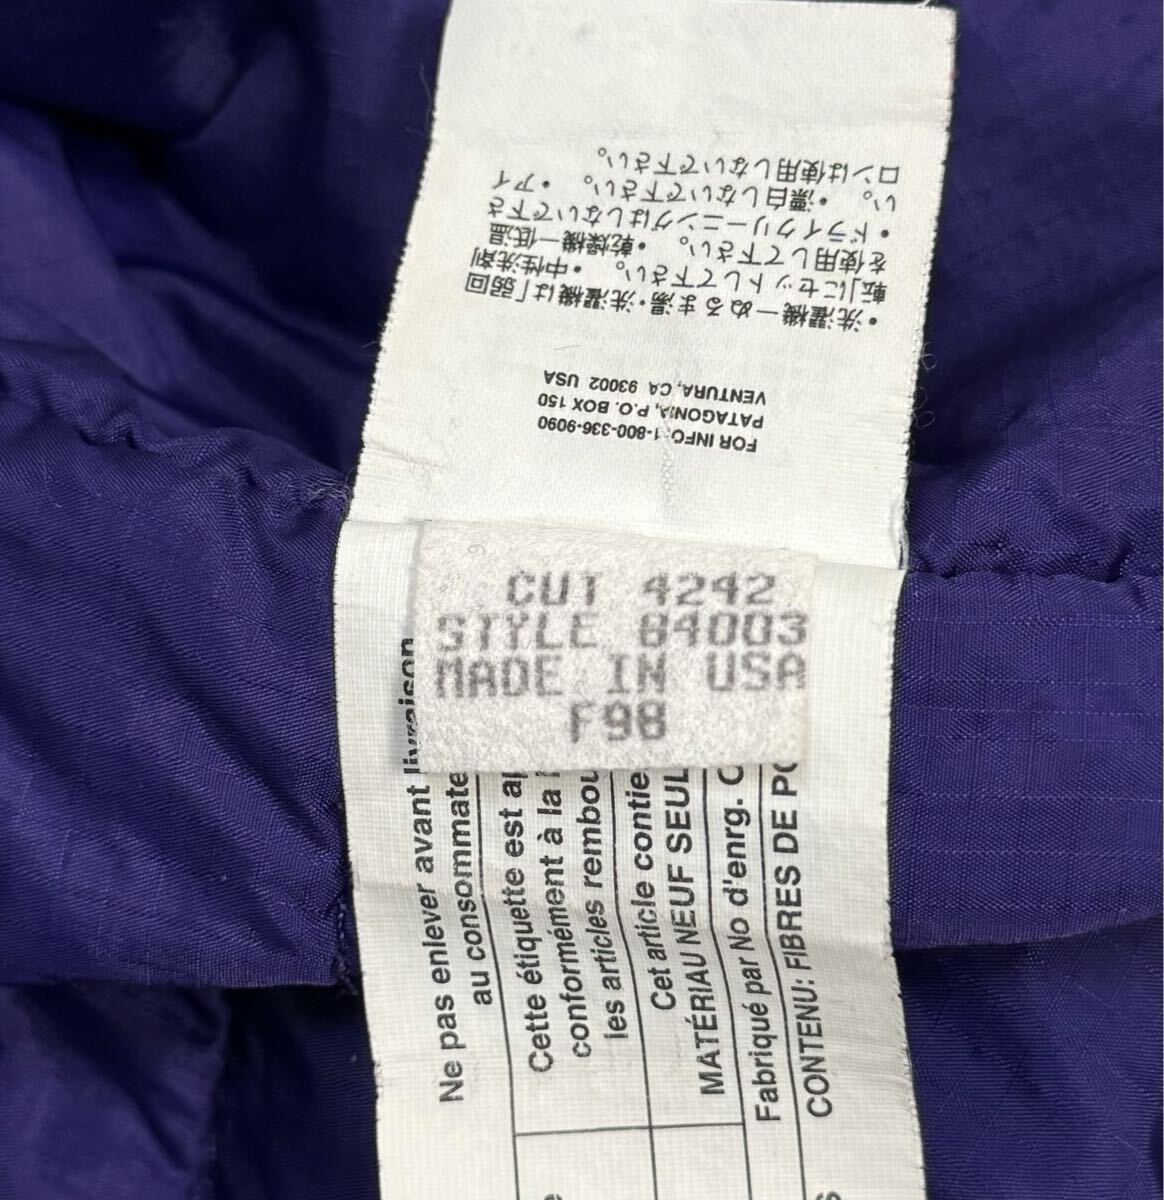 ・洗濯機ーぬるま湯・洗濯機は「弱回
転」にセットして下さい。 ・中性洗剤
を使用して下さい。 ・乾燥機ー低温
・ドライクリーニングはしないで下さ
い。 ・漂白しないで下さい。 ・アイ
ロンは使用しないで下さい。
FOR INFO:1-800-336-9090
PATAGONIA, P.O. BOX 150
VENTURA, CA 93002 USA
CUT 4242
STYLE 84003
MADE IN USA
F98
Ne pas enlever avant livraison
au consommate
Cette étiquette est
conformément à la
les articles rembou
Cet article contie
MATÉRIAU NEUF SEUL
Fabriqué par No d'enrg. C
CONTENU: FIBRES DE PO